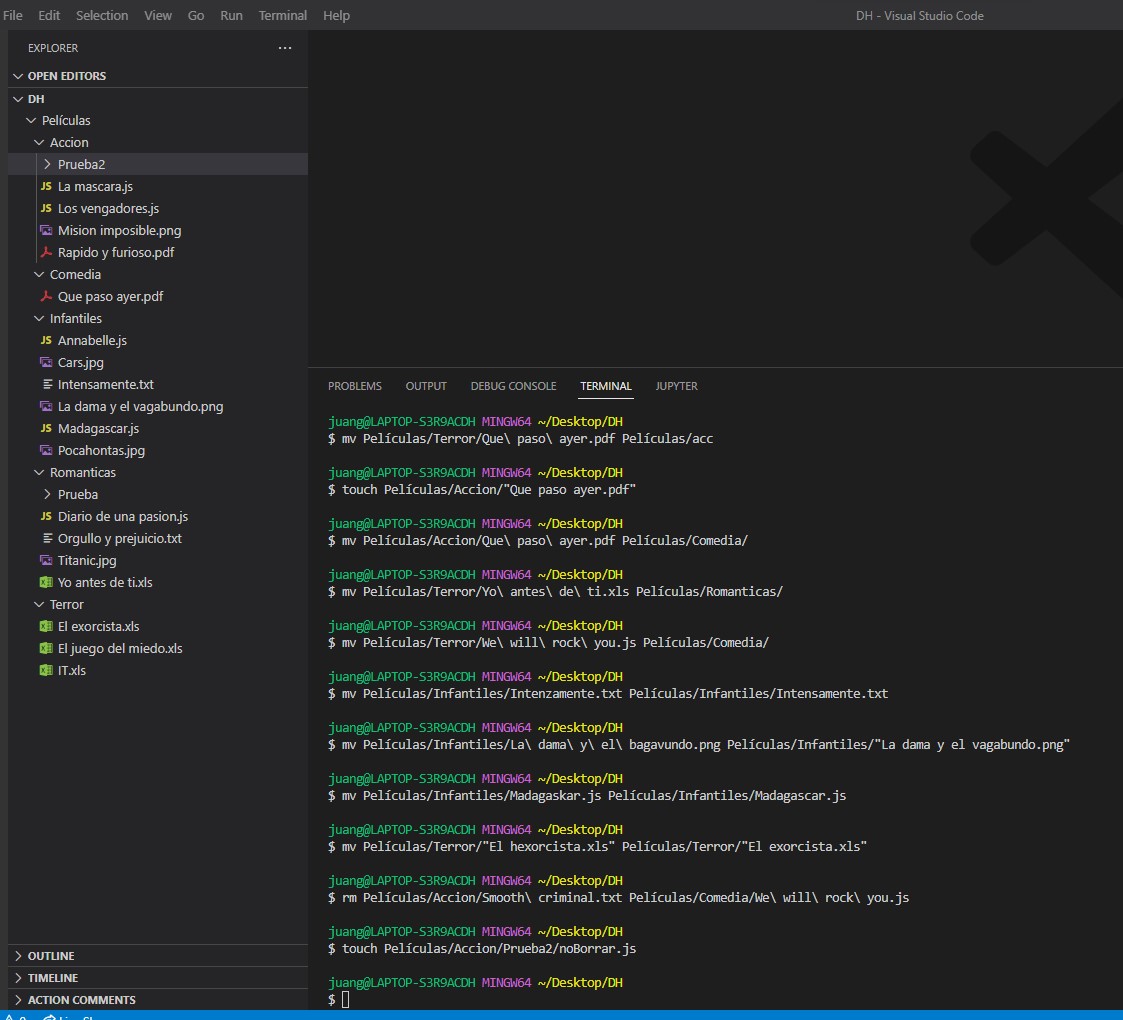 File Edit Selection View Go Run Terminal Help DH - Visual Studio Code
EXPLORER ...
OPEN EDITORS
DH
Películas
Accion
Prueba2
JS La mascara.js
JS Los vengadores.js
Mision imposible.png
Rapido y furioso.pdf
Comedia
Que paso ayer.pdf
Infantiles
JS Annabelle.js
Cars.jpg
Intensamente.txt
La dama y el vagabundo.png
JS Madagascar.js
Pocahontas.jpg
Romanticas
Prueba
JS Diario de una pasion.js
Orgullo y prejuicio.txt
Titanic.jpg
Yo antes de ti.xls
Terror
El exorcista.xls
El juego del miedo.xls
IT.xls
OUTLINE
TIMELINE
ACTION COMMENTS
PROBLEMS OUTPUT DEBUG CONSOLE TERMINAL JUPYTER
juang@LAPTOP-S3R9ACDH MINGW64 ~/Desktop/DH
$ mv Películas/Terror/Que\ paso\ ayer.pdf Películas/acc
juang@LAPTOP-S3R9ACDH MINGW64 ~/Desktop/DH
$ touch Películas/Accion/"Que paso ayer.pdf"
juang@LAPTOP-S3R9ACDH MINGW64 ~/Desktop/DH
$ mv Películas/Accion/Que\ paso\ ayer.pdf Películas/Comedia/
juang@LAPTOP-S3R9ACDH MINGW64 ~/Desktop/DH
$ mv Películas/Terror/Yo\ antes\ de\ ti.xls Películas/Romanticas/
juang@LAPTOP-S3R9ACDH MINGW64 ~/Desktop/DH
$ mv Películas/Terror/We\ will\ rock\ you.js Películas/Comedia/
juang@LAPTOP-S3R9ACDH MINGW64 ~/Desktop/DH
$ mv Películas/Infantiles/Intenzamente.txt Películas/Infantiles/Intensamente.txt
juang@LAPTOP-S3R9ACDH MINGW64 ~/Desktop/DH
$ mv Películas/Infantiles/La\ dama\ y\ el\ bagavundo.png Películas/Infantiles/"La dama y el vagabundo.png"
juang@LAPTOP-S3R9ACDH MINGW64 ~/Desktop/DH
$ mv Películas/Infantiles/Madagaskar.js Películas/Infantiles/Madagascar.js
juang@LAPTOP-S3R9ACDH MINGW64 ~/Desktop/DH
$ mv Películas/Terror/"El hexorcista.xls" Películas/Terror/"El exorcista.xls"
juang@LAPTOP-S3R9ACDH MINGW64 ~/Desktop/DH
$ rm Películas/Accion/Smooth\ criminal.txt Películas/Comedia/We\ will\ rock\ you.js
juang@LAPTOP-S3R9ACDH MINGW64 ~/Desktop/DH
$ touch Películas/Accion/Prueba2/noBorrar.js
juang@LAPTOP-S3R9ACDH MINGW64 ~/Desktop/DH
$